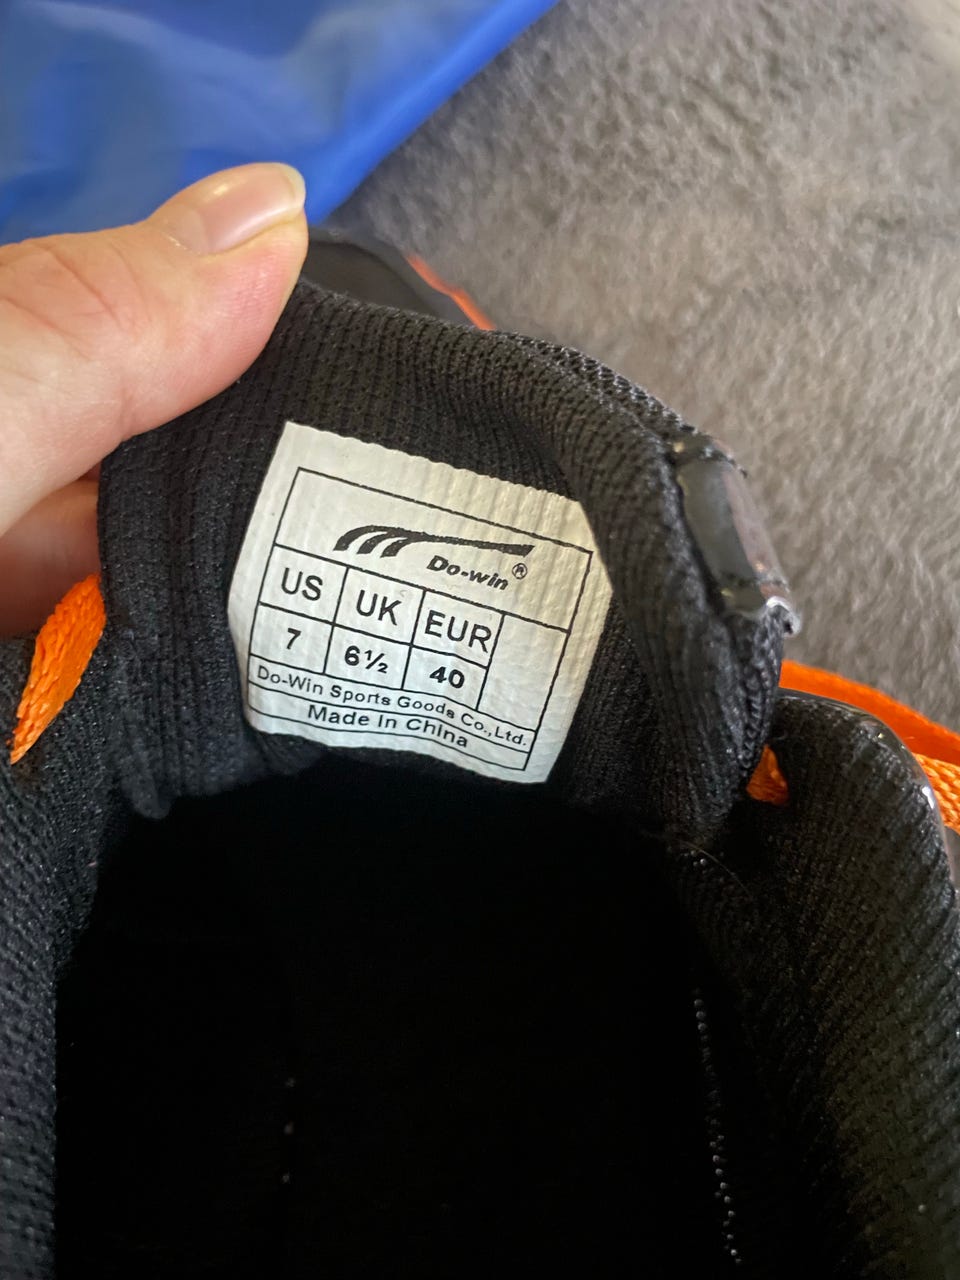 Do-win®
US UK EUR
7 6½ 40
Do-Win Sports Goods Co.,Ltd.
Made In China